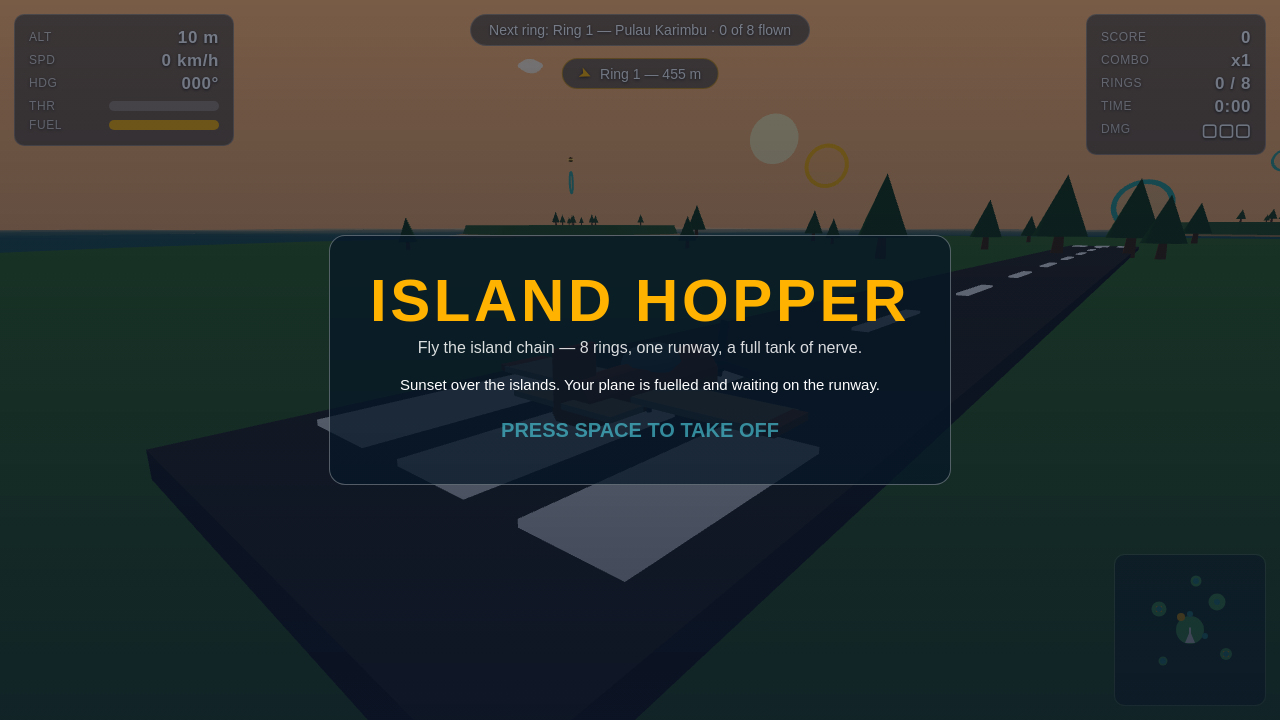 ALT 10 m
SPD 0 km/h
HDG 000°
THR
FUEL
Next ring: Ring 1 — Pulau Karimbu · 0 of 8 flown
Ring 1 — 455 m
SCORE 0
COMBO x1
RINGS 0 / 8
TIME 0:00
DMG
ISLAND HOPPER
Fly the island chain — 8 rings, one runway, a full tank of nerve.
Sunset over the islands. Your plane is fuelled and waiting on the runway.
PRESS SPACE TO TAKE OFF